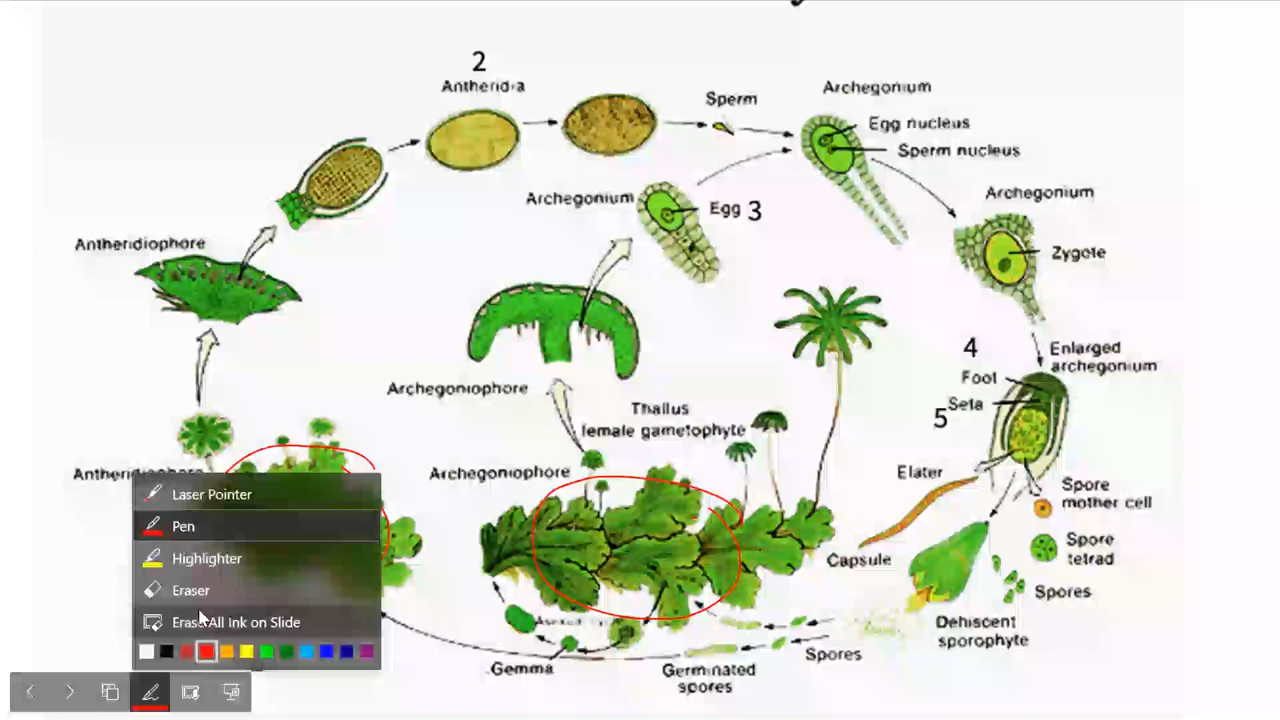 2
Antheridia
Sperm
Archegonium
Egg nucleus
Sperm nucleus
Archegonium
Egg 3
Archegonium
Zygote
Antheridiophore
4
Enlarged
archegonium
Foot
Seta
5
Archegoniophore
Thallus
female gametophyte
Archegoniophore
Elater
Spore
mother cell
Spore
tetrad
Capsule
Spores
Dehiscent
sporophyte
Spores
Gemma
Germinated
spores
Laser Pointer
Pen
Highlighter
Eraser
Erase All Ink on Slide